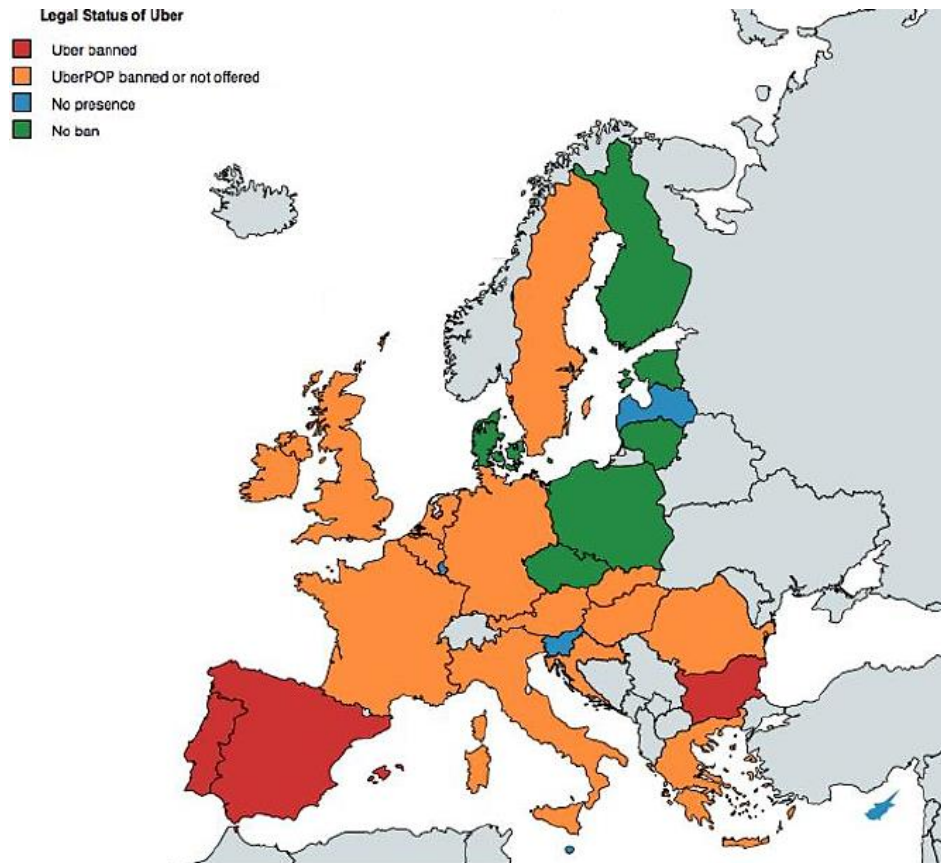 Legal Status of Uber
Uber banned
UberPOP banned or not offered
No presence
No ban